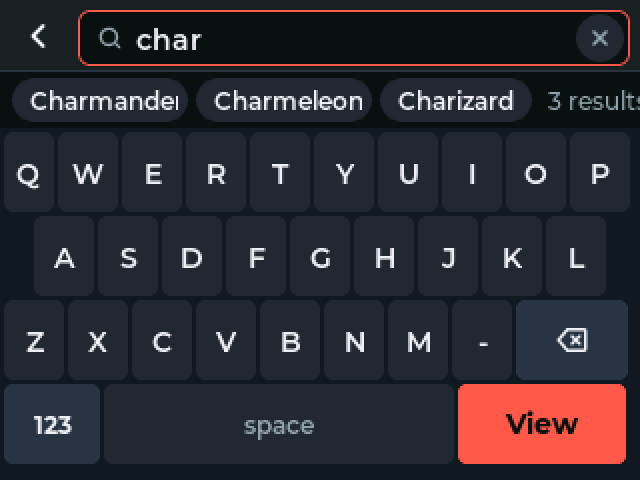 char
Charmander Charmeleon Charizard 3 results
Q W E R T Y U I O P
A S D F G H J K L
Z X C V B N M -
123 space View